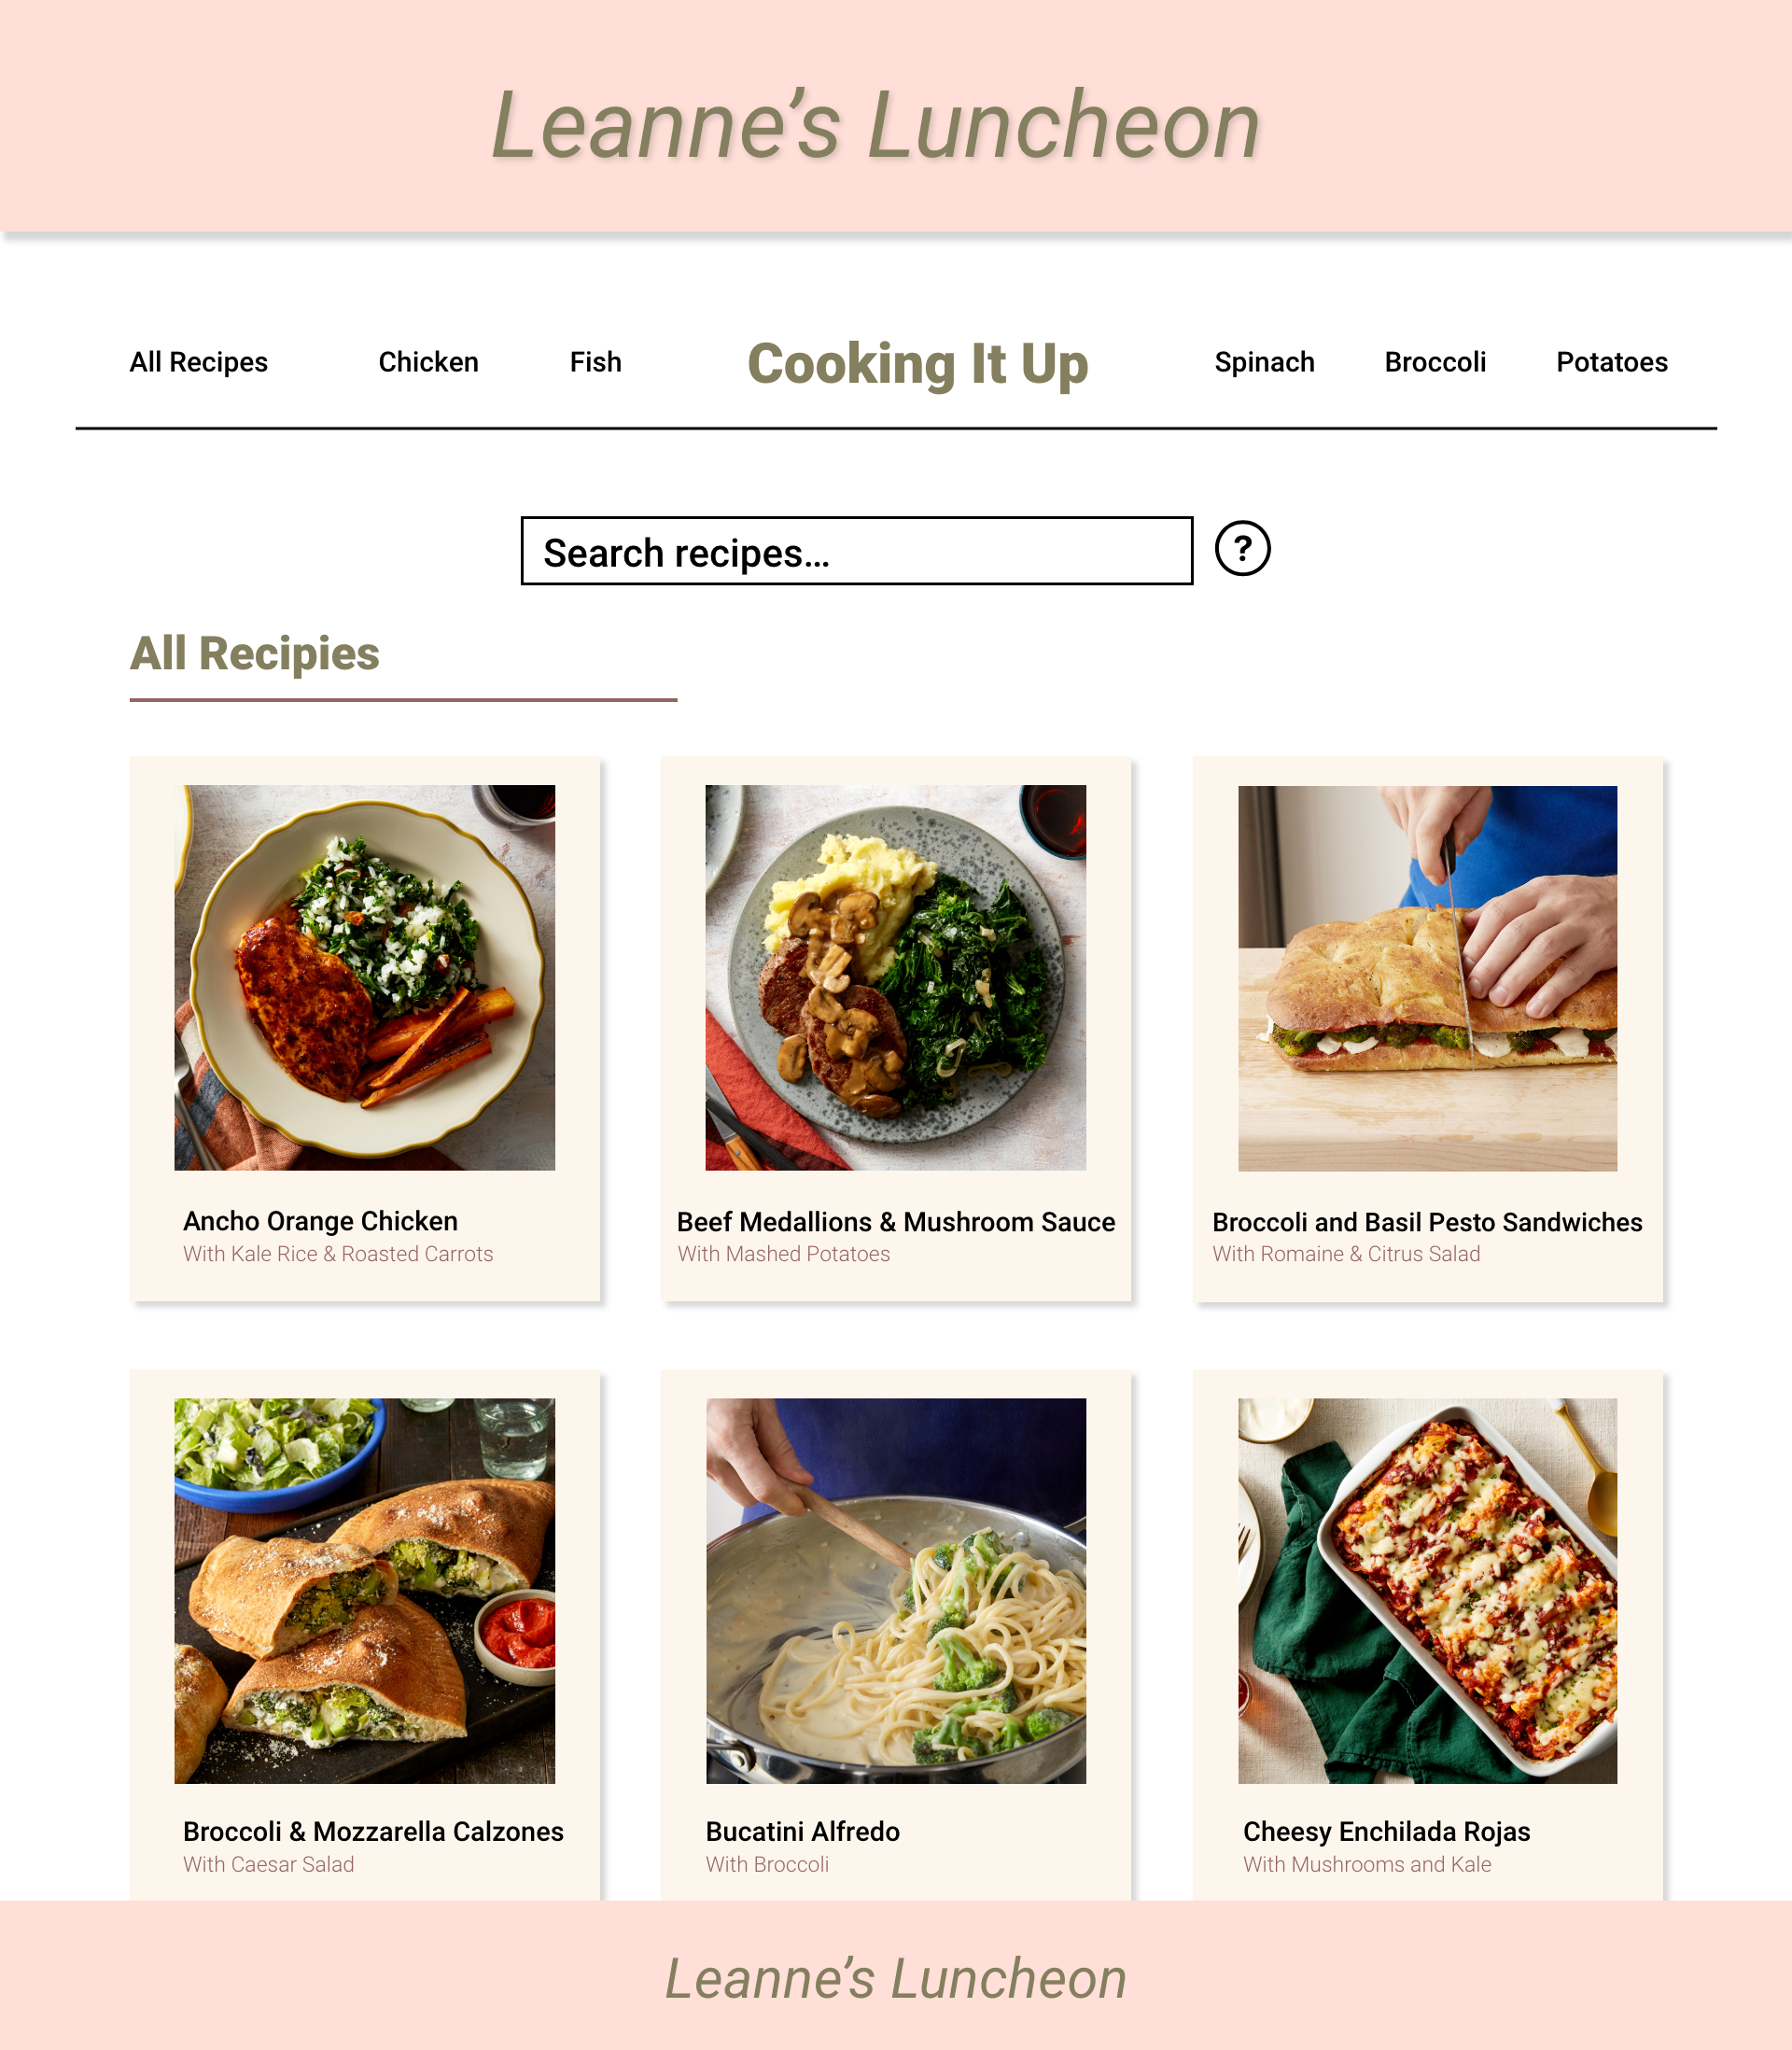 Leanne’s Luncheon
All Recipes Chicken Fish Cooking It Up Spinach Broccoli Potatoes
Search recipes... ?
All Recipies
Ancho Orange Chicken
With Kale Rice & Roasted Carrots
Beef Medallions & Mushroom Sauce
With Mashed Potatoes
Broccoli and Basil Pesto Sandwiches
With Romaine & Citrus Salad
Broccoli & Mozzarella Calzones
With Caesar Salad
Bucatini Alfredo
With Broccoli
Cheesy Enchilada Rojas
With Mushrooms and Kale
Leanne’s Luncheon